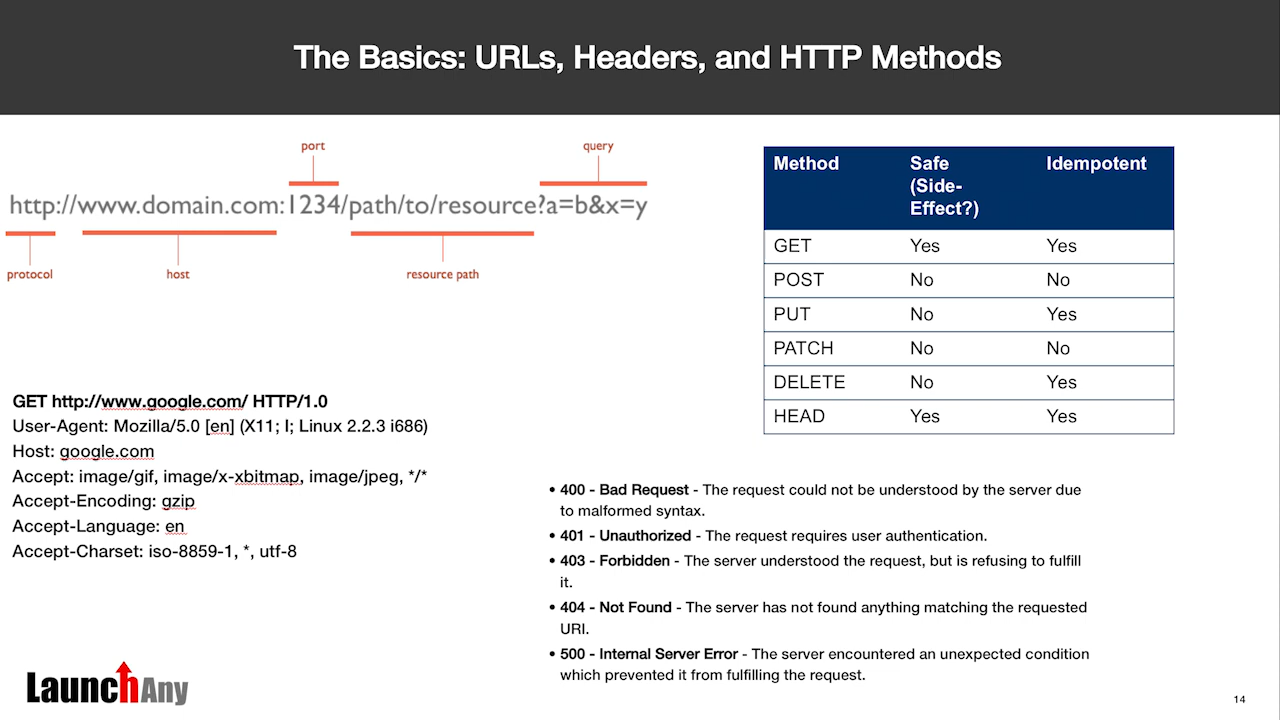 The Basics: URLs, Headers, and HTTP Methods
port
query
http://www.domain.com:1234/path/to/resource?a=b&x=y
protocol
host
resource path
Method Safe (Side-Effect?) Idempotent
GET Yes Yes
POST No No
PUT No Yes
PATCH No No
DELETE No Yes
HEAD Yes Yes
GET http://www.google.com/ HTTP/1.0
User-Agent: Mozilla/5.0 [en] (X11; I; Linux 2.2.3 i686)
Host: google.com
Accept: image/gif, image/x-xbitmap, image/jpeg, */*
Accept-Encoding: gzip
Accept-Language: en
Accept-Charset: iso-8859-1, *, utf-8
• 400 - Bad Request - The request could not be understood by the server due
to malformed syntax.
• 401 - Unauthorized - The request requires user authentication.
• 403 - Forbidden - The server understood the request, but is refusing to fulfill
it.
• 404 - Not Found - The server has not found anything matching the requested
URI.
• 500 - Internal Server Error - The server encountered an unexpected condition
which prevented it from fulfilling the request.
LaunchAny
14